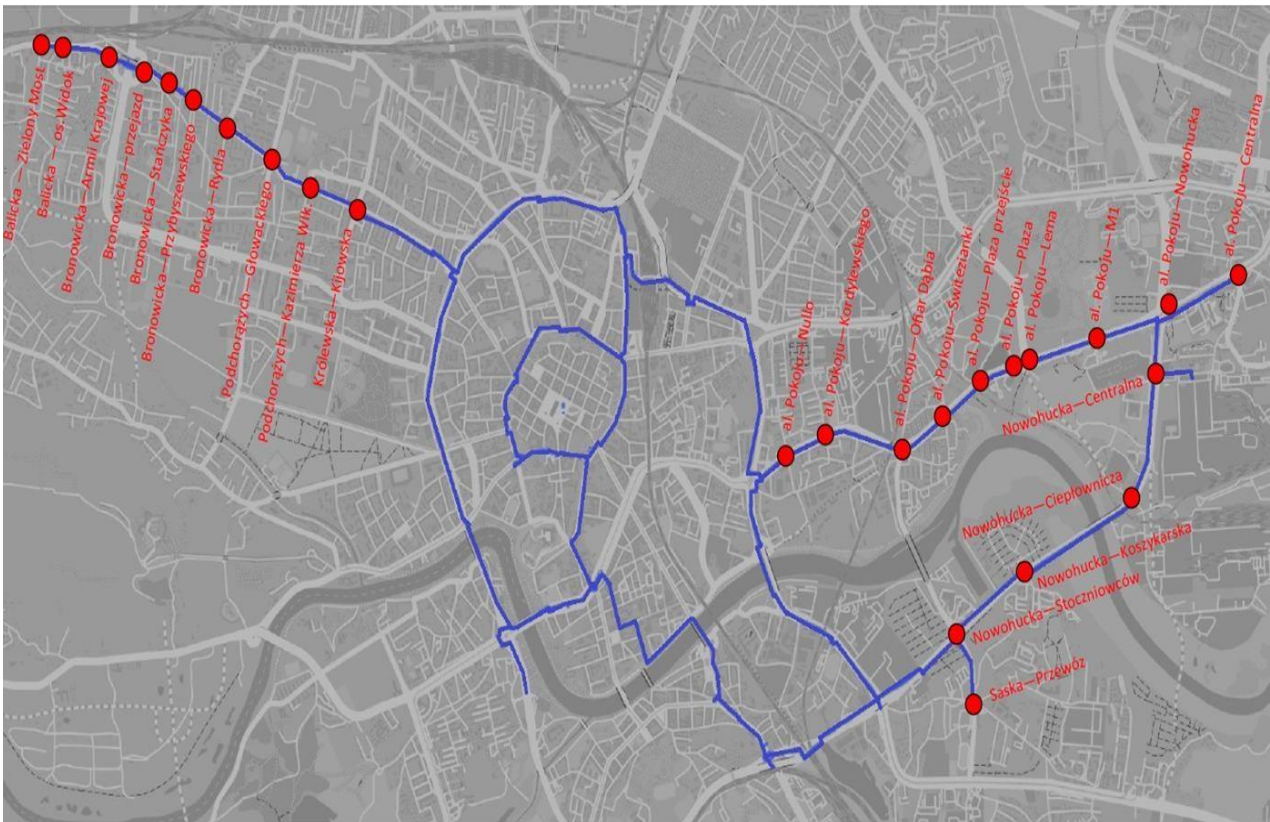 Balicka — Zielony Most
Balicka — os.Widok
Bronowicka—Armii Krajowej
Bronowicka—przejazd
Bronowicka—Stańczyka
Bronowicka—Przybyszewskiego
Bronowicka—Rydla
Podchorążych—Głowackiego
Podchorążych—Kazimierza Wlk.
Królewska—Kijowska
al. Pokoju—Nullo
al. Pokoju—Kordylewskiego
al. Pokoju—Ofiar Dąbia
al. Pokoju—Świtezianki
al. Pokoju—Plaza przejście
al. Pokoju—Plaza
al. Pokoju—Lema
al. Pokoju—M1
al. Pokoju—Nowohucka
al. Pokoju—Centralna
Nowohucka—Centralna
Nowohucka—Ciepłownicza
Nowohucka—Koszykarska
Nowohucka—Stoczniowców
Saska—Przewóz